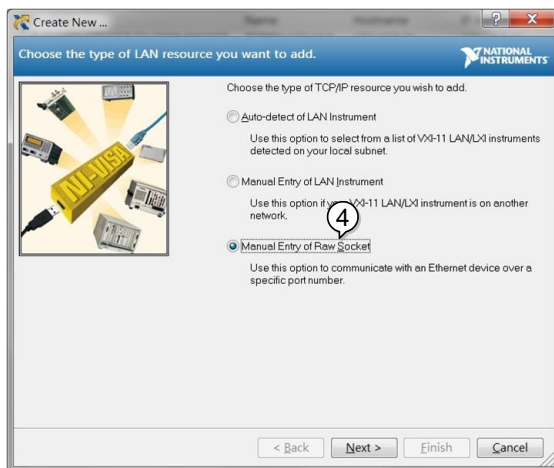 Create New ...
Choose the type of LAN resource you want to add.
NATIONAL
INSTRUMENTS
Choose the type of TCP/IP resource you wish to add.
Auto-detect of LAN Instrument
Use this option to select from a list of VXI-11 LAN/LXI instruments
detected on your local subnet.
Manual Entry of LAN Instrument
Use this option if VXI-11 LAN/LXI instrument is on another
network.
4
Manual Entry of Raw Socket
Use this option to communicate with an Ethernet device over a
specific port number.
NI-VISA
< Back
Next >
Finish
Cancel